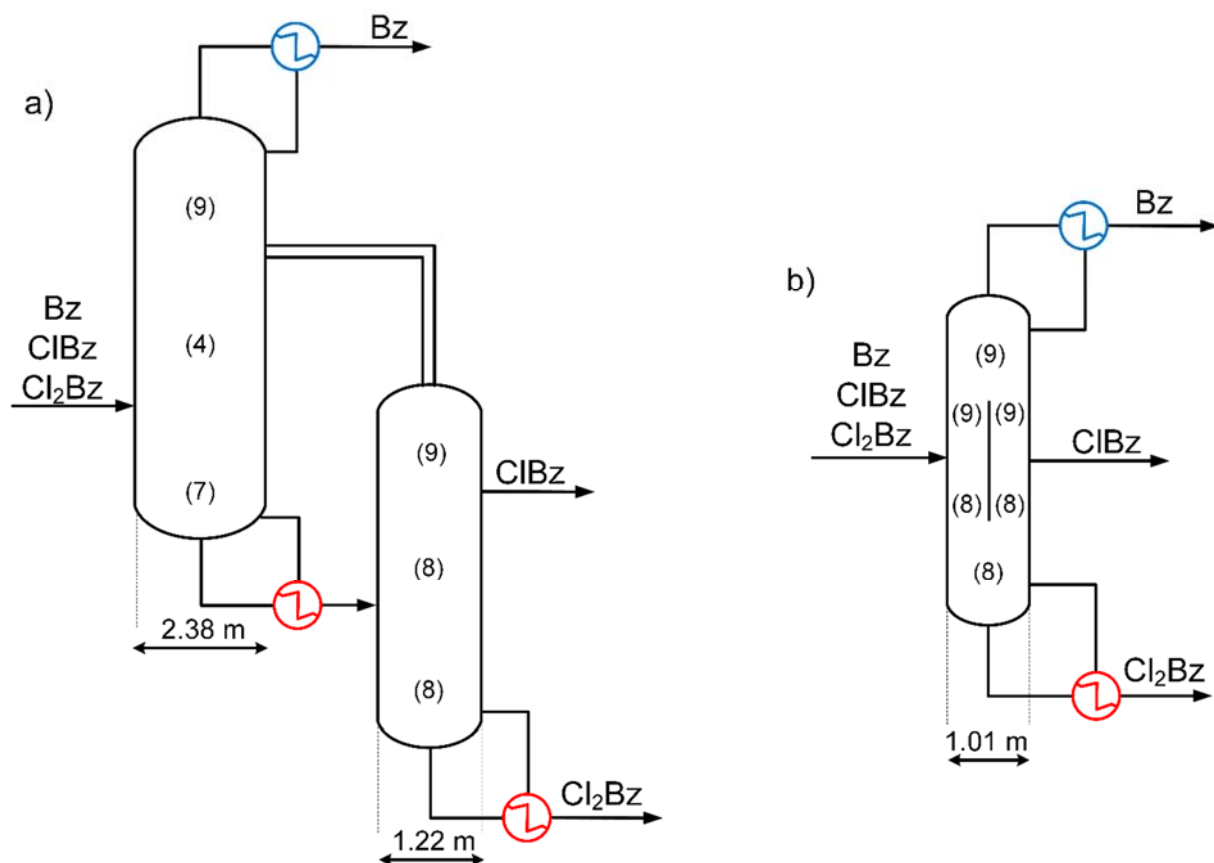 a)
Bz
(9)
Bz
ClBz
Cl₂Bz
(4)
(7)
2.38 m
(9)
ClBz
(8)
(8)
Cl₂Bz
1.22 m
b)
Bz
(9)
Bz
ClBz
Cl₂Bz
(9) (9)
ClBz
(8) (8)
(8)
Cl₂Bz
1.01 m